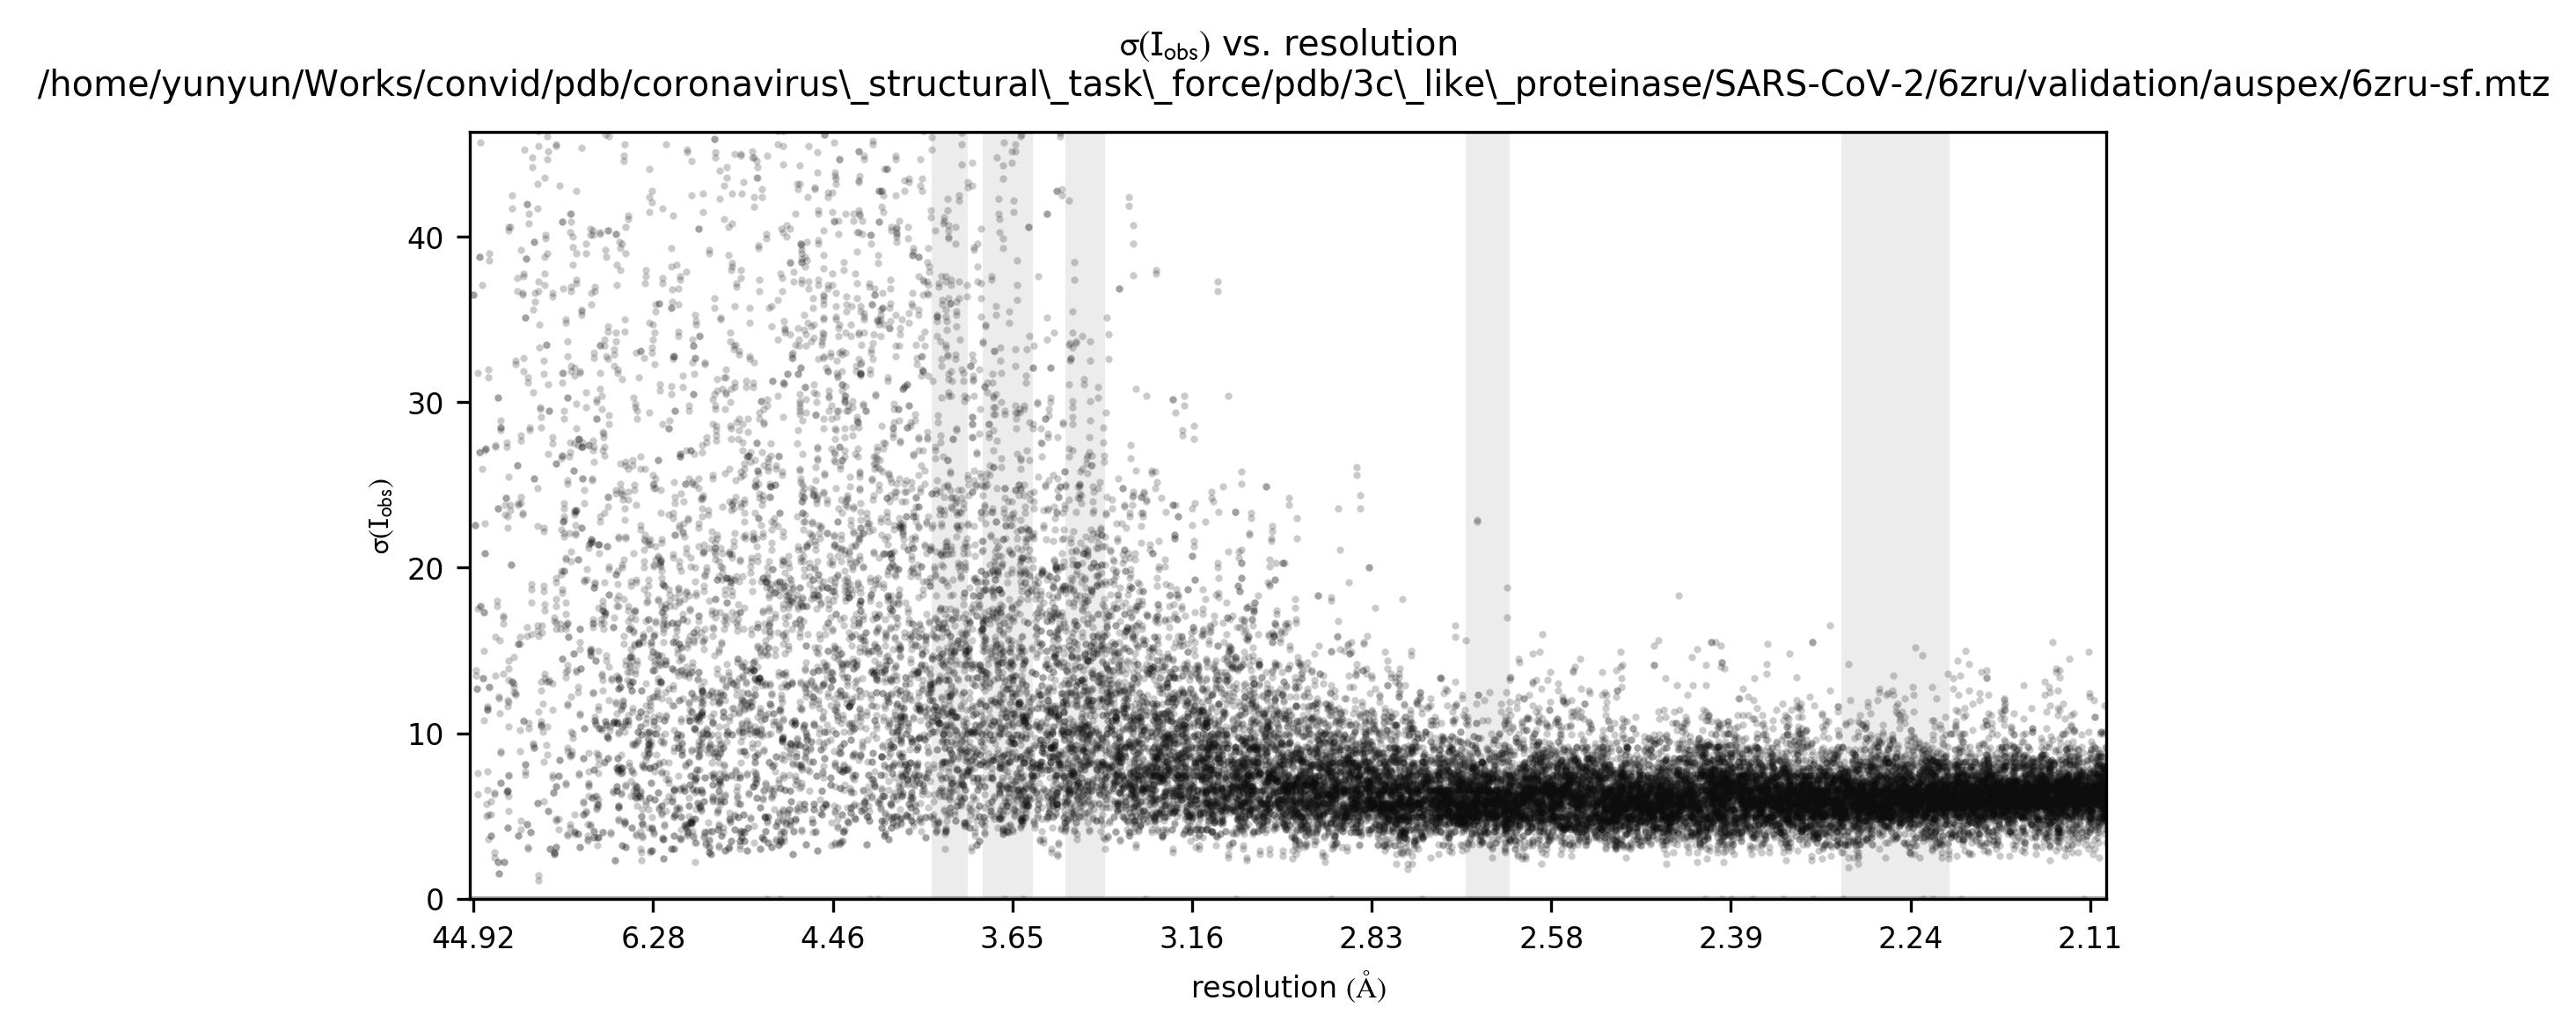 σ(I_obs) vs. resolution
/home/yunyun/Works/convid/pdb/coronavirus\_structural\_task\_force/pdb/3c\_like\_proteinase/SARS-CoV-2/6zru/validation/auspex/6zru-sf.mtz
40
30
σ(I_obs)
20
10
0
44.92 6.28 4.46 3.65 3.16 2.83 2.58 2.39 2.24 2.11
resolution (Å)